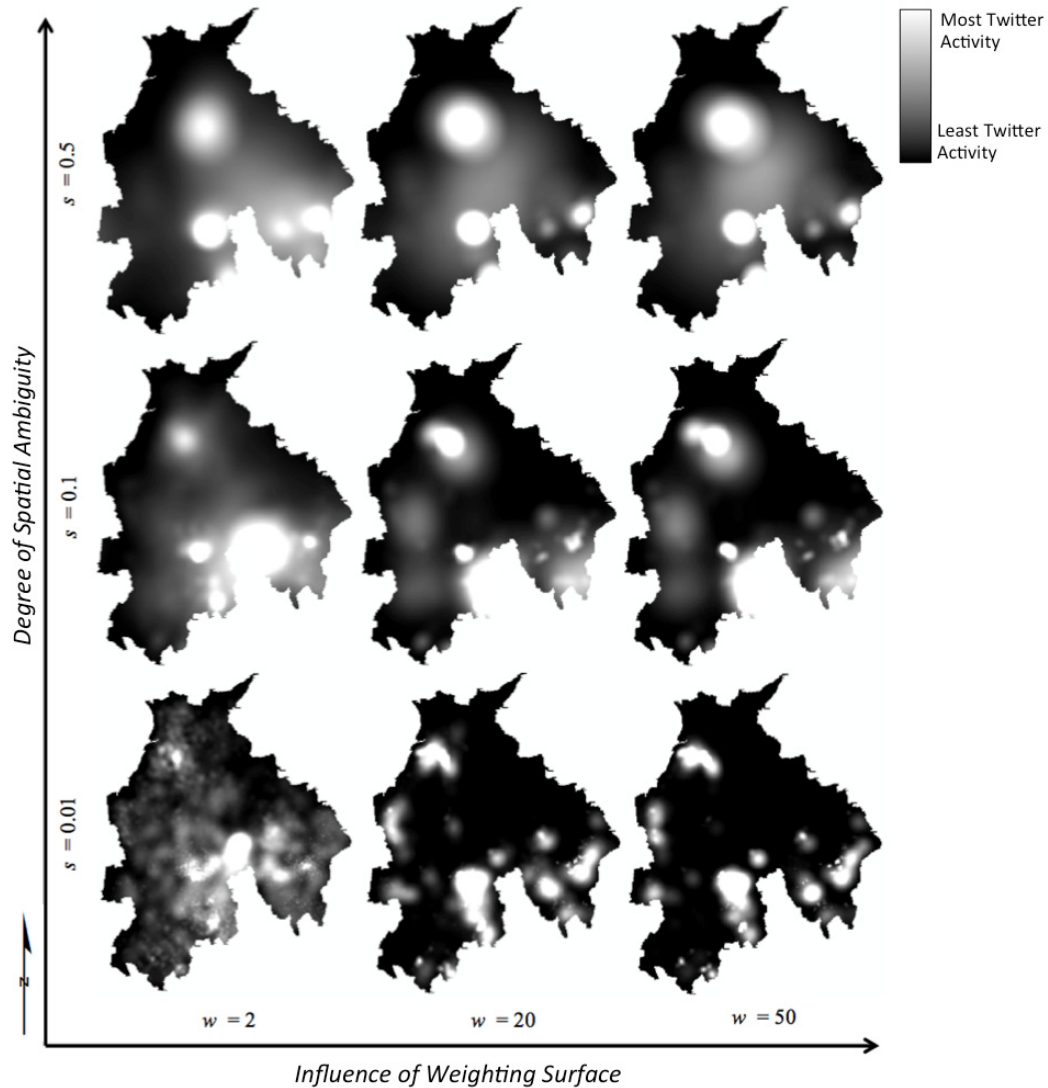 Most Twitter
Activity
Least Twitter
Activity
Degree of Spatial Ambiguity
s = 0.5
s = 0.1
s = 0.01
N
w = 2
w = 20
w = 50
Influence of Weighting Surface